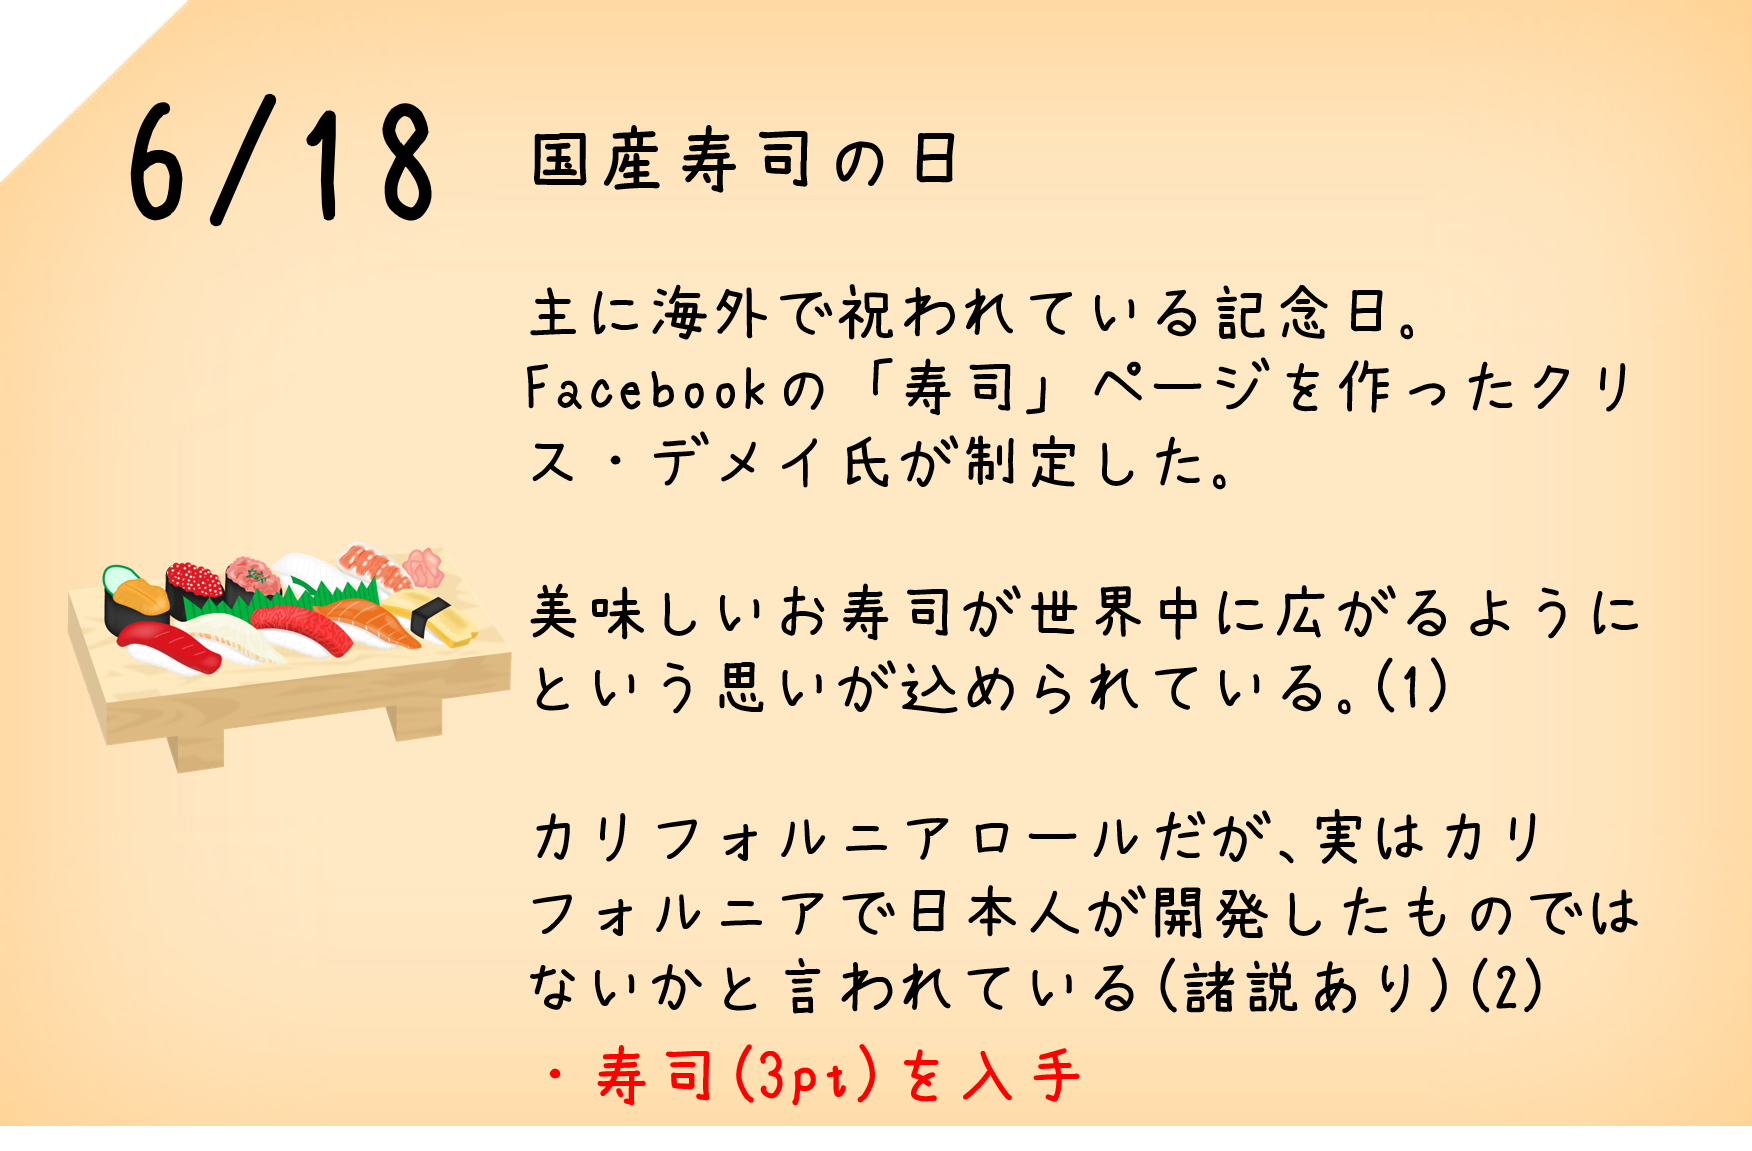 6/18
国産寿司の日
主に海外で祝われている記念日。
Facebookの「寿司」ページを作ったクリ
ス・デメイ氏が制定した。
美味しいお寿司が世界中に広がるように
という思いが込められている。(1)
カリフォルニアロールだが、実はカリ
フォルニアで日本人が開発したものでは
ないかと言われている(諸説あり)(2)
・寿司(3pt)を入手